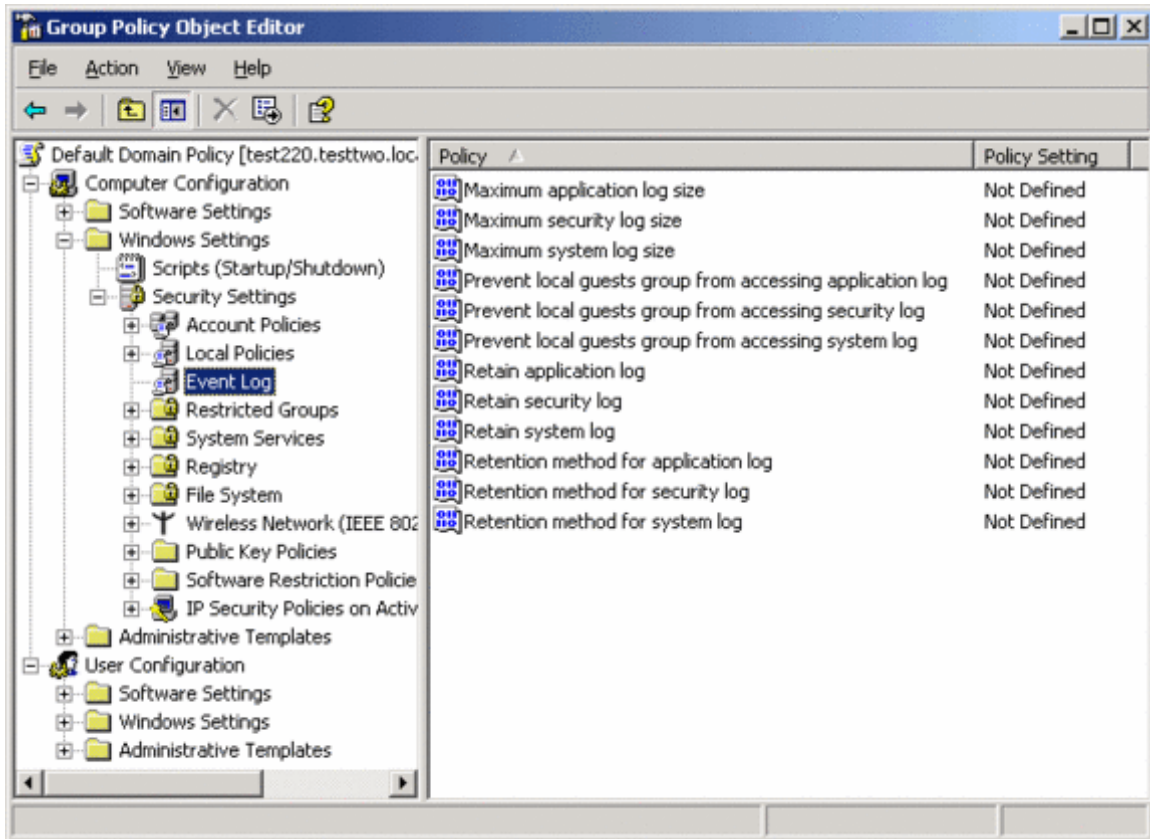 Group Policy Object Editor
File Action View Help
Default Domain Policy [test220.testtwo.loc
Computer Configuration
Software Settings
Windows Settings
Scripts (Startup/Shutdown)
Security Settings
Account Policies
Local Policies
Event Log
Restricted Groups
System Services
Registry
File System
Wireless Network (IEEE 802
Public Key Policies
Software Restriction Policie
IP Security Policies on Activ
Administrative Templates
User Configuration
Software Settings
Windows Settings
Administrative Templates
Policy Policy Setting
Maximum application log size Not Defined
Maximum security log size Not Defined
Maximum system log size Not Defined
Prevent local guests group from accessing application log Not Defined
Prevent local guests group from accessing security log Not Defined
Prevent local guests group from accessing system log Not Defined
Retain application log Not Defined
Retain security log Not Defined
Retain system log Not Defined
Retention method for application log Not Defined
Retention method for security log Not Defined
Retention method for system log Not Defined